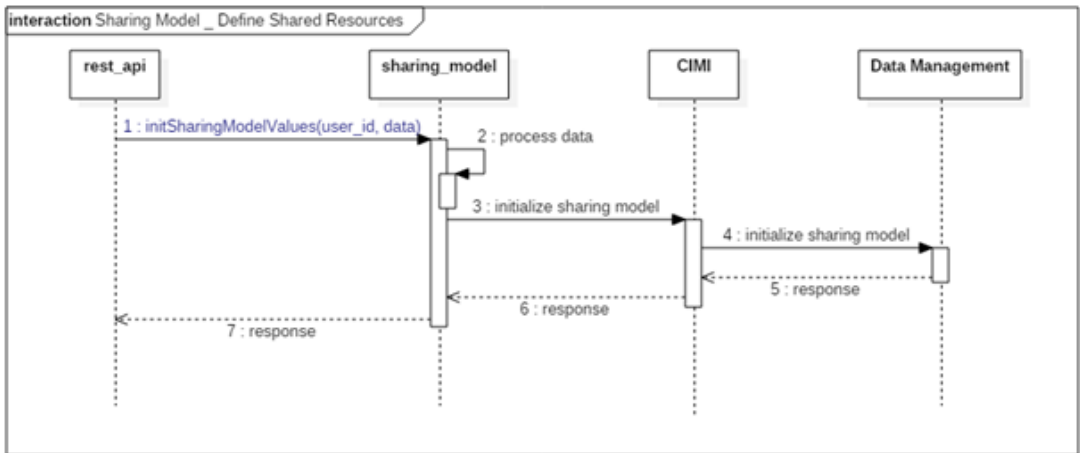 interaction Sharing Model _ Define Shared Resources
rest_api
sharing_model
CIMI
Data Management
1 : initSharingModelValues(user_id, data)
2 : process data
3 : initialize sharing model
4 : initialize sharing model
5 : response
6 : response
7 : response